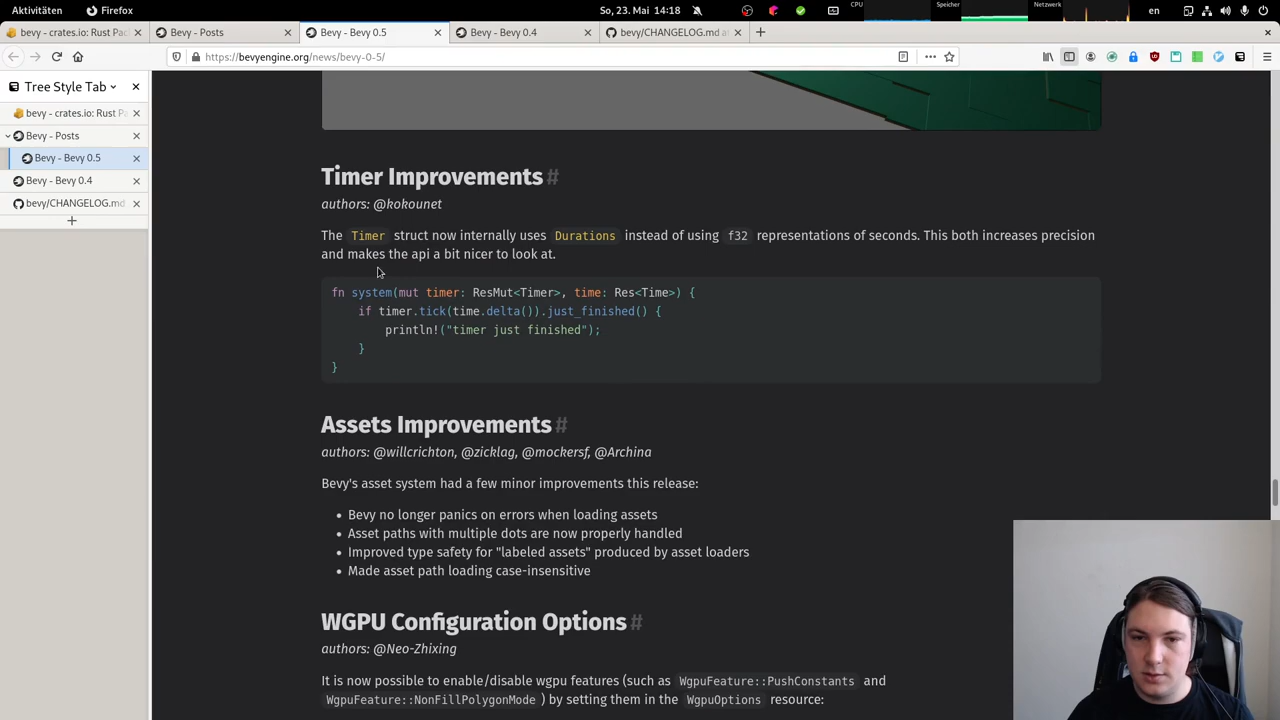 Aktivitäten
Firefox
So, 23. Mai 14:18
CPU
Speicher
Netzwerk
en
bevy - crates.io: Rust Pac
Bevy - Posts
Bevy - Bevy 0.5
Bevy - Bevy 0.4
bevy/CHANGELOG.md at
https://bevyengine.org/news/bevy-0-5/
Tree Style Tab
bevy - crates.io: Rust Pac
Bevy - Posts
Bevy - Bevy 0.5
Bevy - Bevy 0.4
bevy/CHANGELOG.md
Timer Improvements #
authors: @kokounet
The Timer struct now internally uses Durations instead of using f32 representations of seconds. This both increases precision
and makes the api a bit nicer to look at.
fn system(mut timer: ResMut<Timer>, time: Res<Time>) {
if timer.tick(time.delta()).just_finished() {
println!("timer just finished");
}
}
Assets Improvements #
authors: @willcrichton, @zicklag, @mockersf, @Archina
Bevy's asset system had a few minor improvements this release:
• Bevy no longer panics on errors when loading assets
• Asset paths with multiple dots are now properly handled
• Improved type safety for "labeled assets" produced by asset loaders
• Made asset path loading case-insensitive
WGPU Configuration Options #
authors: @Neo-Zhixing
It is now possible to enable/disable wgpu features (such as WgpuFeature::PushConstants and
WgpuFeature::NonFillPolygonMode ) by setting them in the WgpuOptions resource: